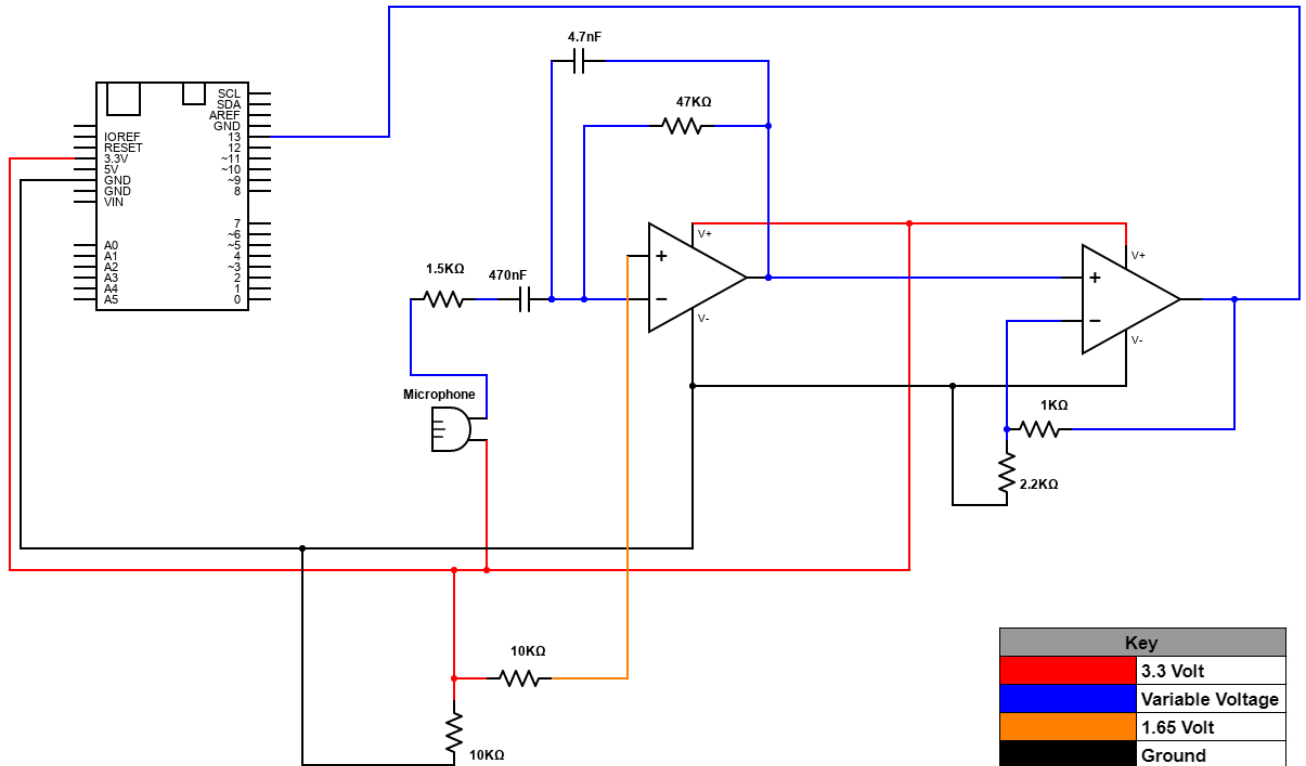 4.7nF
47KΩ
SCL
SDA
AREF
GND
IOREF
13
RESET
12
3.3V
~11
5V
~10
GND
~9
GND
8
VIN
7
~6
A0
~5
A1
4
A2
~3
A3
2
A4
1
A5
0
V+
+
−
V-
1.5KΩ
470nF
V+
+
−
V-
Microphone
1KΩ
2.2KΩ
10KΩ
10KΩ
Key
3.3 Volt
Variable Voltage
1.65 Volt
Ground